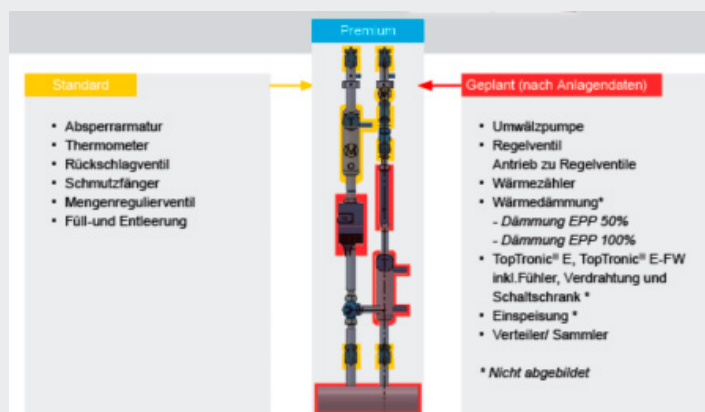 Premium
Standard
Geplant (nach Anlagendaten)
• Absperrarmatur
• Thermometer
• Rückschlagventil
• Schmutzfänger
• Mengenregulierventil
• Füll-und Entleerung
• Umwälzpumpe
• Regelventil
Antrieb zu Regelventile
• Wärmezähler
• Wärmedämmung*
- Dämmung EPP 50%
- Dämmung EPP 100%
• TopTronic® E, TopTronic® E-FW
inkl.Fühler, Verdrahtung und
Schaltschrank *
• Einspeisung *
• Verteiler/ Sammler
* Nicht abgebildet